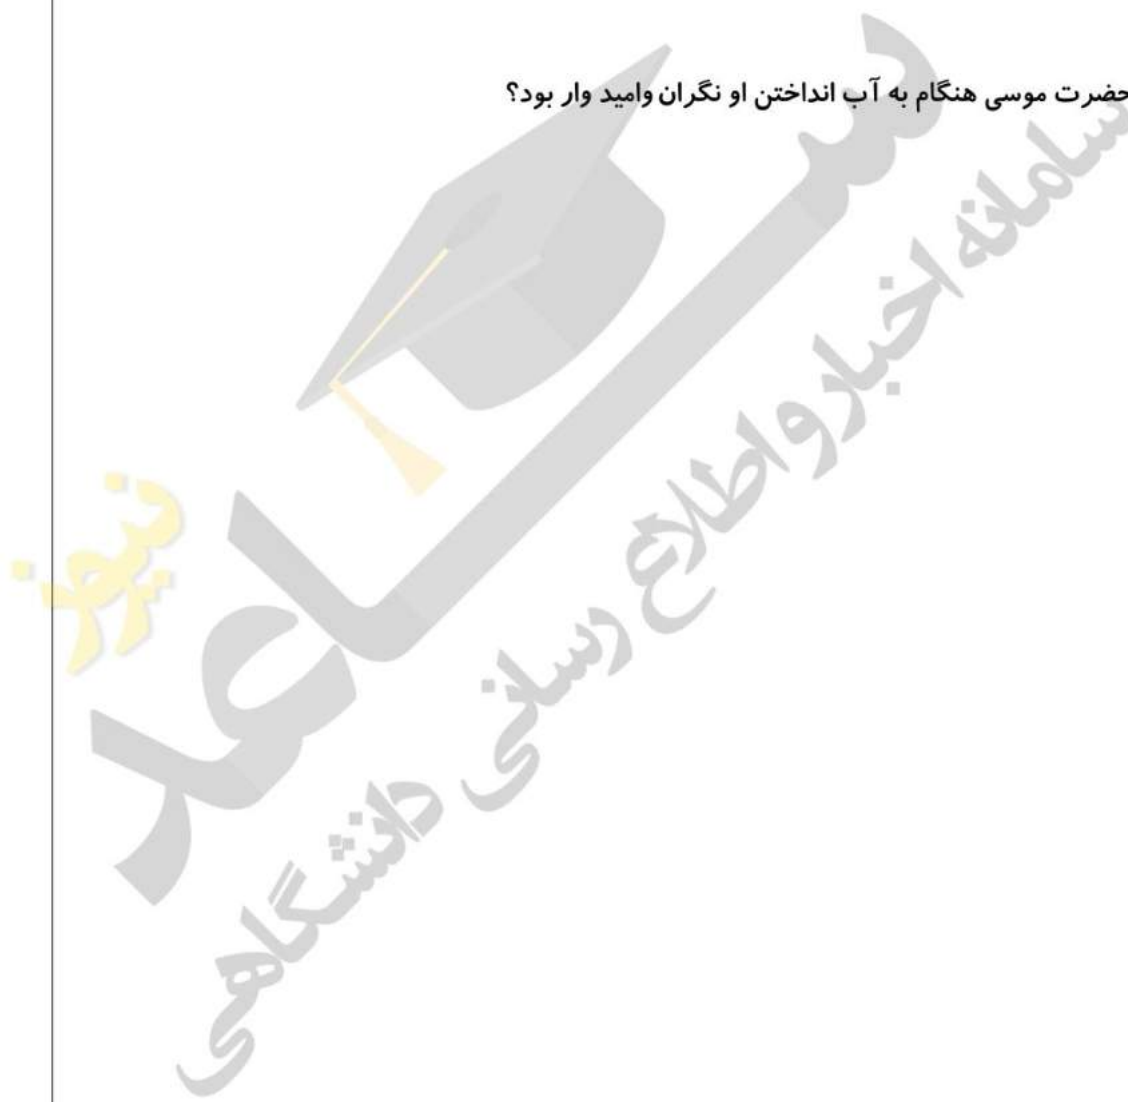 حضرت موسی هنگام به آب انداختن او نگران وامید وار بود؟
ساعد
نیوز
سامانه اخبار و اطلاع رسانی دانشگاهی